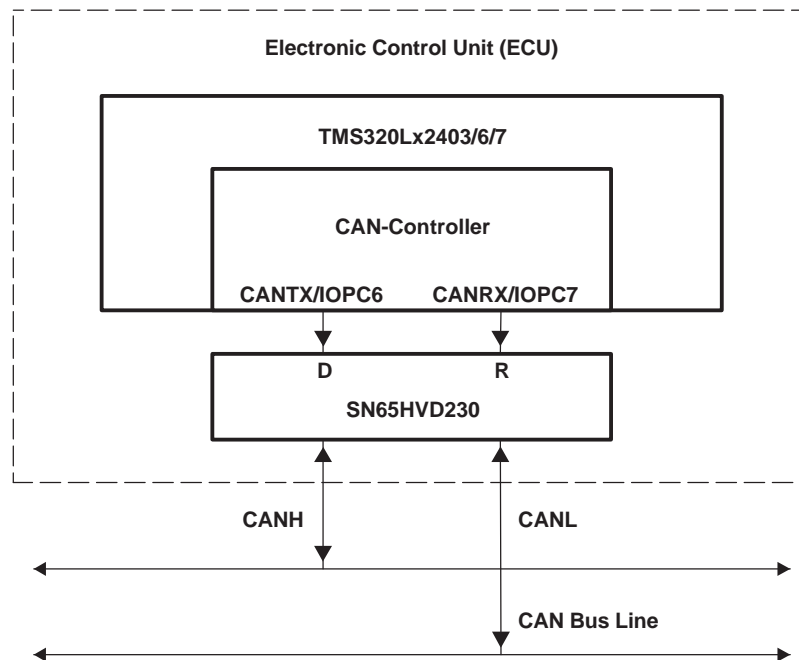 Electronic Control Unit (ECU)
TMS320Lx2403/6/7
CAN-Controller
CANTX/IOPC6 CANRX/IOPC7
D R
SN65HVD230
CANH CANL
CAN Bus Line